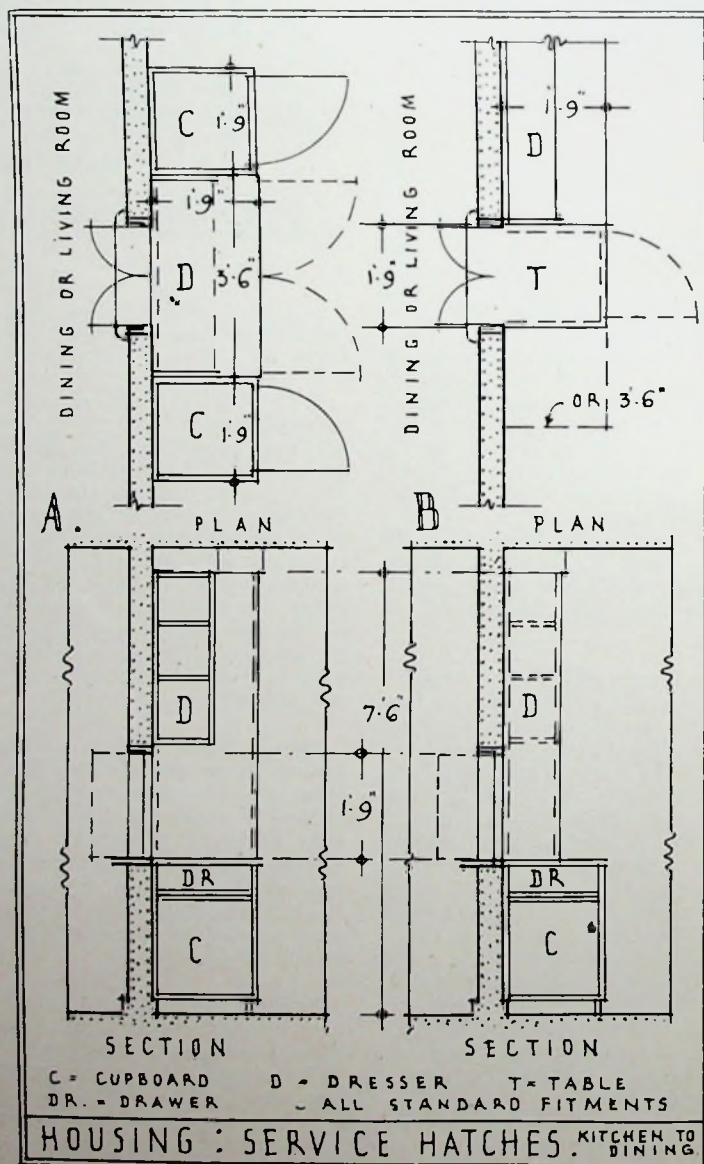 DINING OR LIVING ROOM
C 1'.9"
1'.9"
D 3'.6"
C 1'.9"
A. PLAN
DINING OR LIVING ROOM
1'.9"
D
1'.9"
T
OR 3'.6"
B PLAN
D
DR
C
SECTION
7'.6"
1'.9"
D
DR
C
SECTION
C = CUPBOARD D = DRESSER T = TABLE
DR. = DRAWER – ALL STANDARD FITMENTS
HOUSING : SERVICE HATCHES. KITCHEN TO
DINING